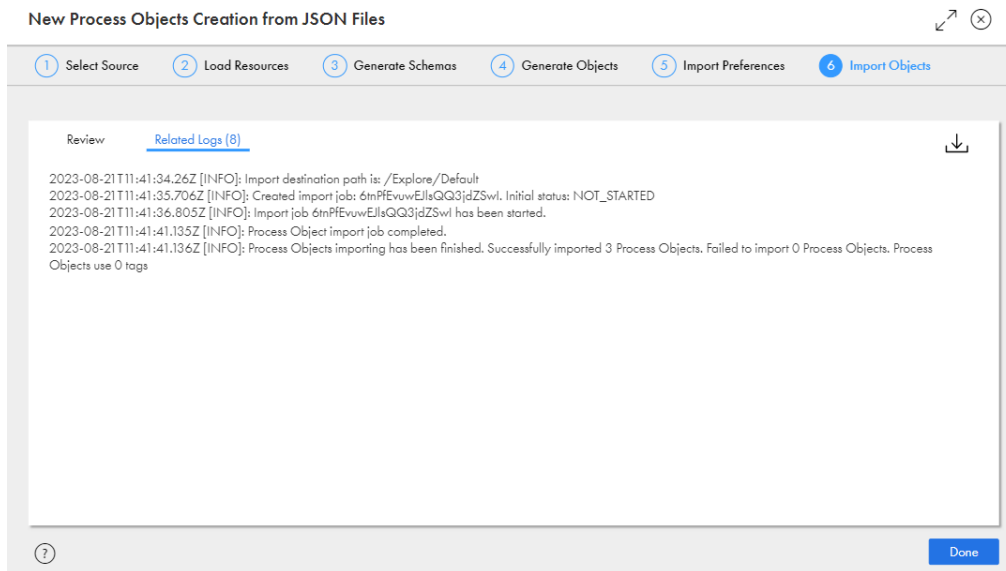 New Process Objects Creation from JSON Files
1 Select Source 2 Load Resources 3 Generate Schemas 4 Generate Objects 5 Import Preferences 6 Import Objects
Review Related Logs (8)
2023-08-21T11:41:34.26Z [INFO]: Import destination path is: /Explore/Default
2023-08-21T11:41:35.706Z [INFO]: Created import job: 6tnPfEvuwEJlsQQ3jdZSwI. Initial status: NOT_STARTED
2023-08-21T11:41:36.805Z [INFO]: Import job 6tnPfEvuwEJlsQQ3jdZSwI has been started.
2023-08-21T11:41:41.135Z [INFO]: Process Object import job completed.
2023-08-21T11:41:41.136Z [INFO]: Process Objects importing has been finished. Successfully imported 3 Process Objects. Failed to import 0 Process Objects. Process
Objects use 0 tags
?
Done